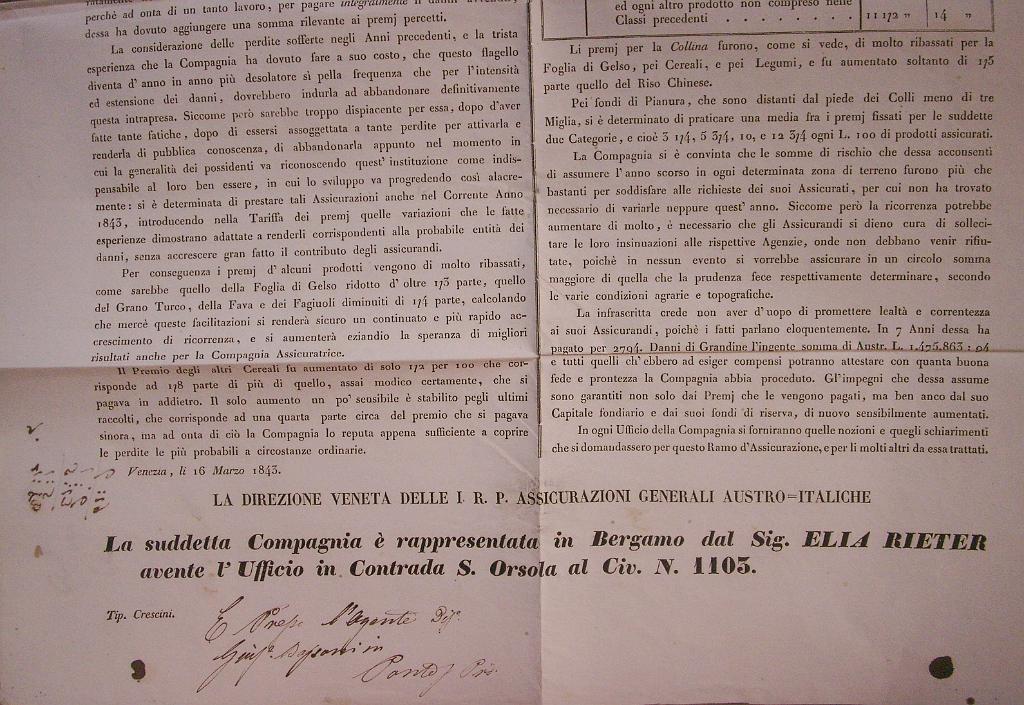 perchè ad onta di un tanto lavoro, per pagare integralmente
dessa ha dovuto aggiungere una somma rilevante ai premj percetti.
La considerazione delle perdite sofferte negli Anni precedenti, e la trista
esperienza che la Compagnia ha dovuto fare a suo costo, che questo flagello
diventa d'anno in anno più desolatore sì pella frequenza che per l'intensità
ed estensione dei danni, dovrebbero indurla ad abbandonare definitivamente
questa intrapresa. Siccome però sarebbe troppo dispiacente per essa, dopo d'aver
fatte tante fatiche, dopo di essersi assoggettata a tante perdite per attivarla e
renderla di pubblica conoscenza, di abbandonarla appunto nel momento in
cui la generalità dei possidenti va riconoscendo quest'instituzione come indis-
pensabile al loro ben essere, in cui lo sviluppo va progredendo così alacre-
mente: si è determinata di prestare tali Assicurazioni anche nel Corrente Anno
1843, introducendo nella Tariffa dei premj quelle variazioni che le fatte
esperienze dimostrano adattate a renderli corrispondenti alla probabile entità dei
danni, senza accrescere gran fatto il contributo degli assicurandi.
Per conseguenza i premj d'alcuni prodotti vengono di molto ribassati,
come sarebbe quello della Foglia di Gelso ridotto d'oltre 1/3 parte, quello
del Grano Turco, della Fava e dei Fagiuoli diminuiti di 1/4 parte, calcolando
che mercè queste facilitazioni si renderà sicuro un continuato e più rapido ac-
crescimento di ricorrenza, e si aumenterà eziandio la speranza di migliori
risultati anche per la Compagnia Assicuratrice.
Il Premio degli altri Cereali fu aumentato di solo 1/2 per 100 che cor-
risponde ad 1/8 parte di più di quello, assai modico certamente, che si
pagava in addietro. Il solo aumento un po' sensibile è stabilito pegli ultimi
raccolti, che corrisponde ad una quarta parte circa del premio che si pagava
sinora, ma ad onta di ciò la Compagnia lo reputa appena sufficiente a coprire
le perdite le più probabili a circostanze ordinarie.
Venezia, li 16 Marzo 1843.
ed ogni altro prodotto non compreso nelle
Classi precedenti . . . . . . . . 11 1/2 „ 14 „
Li premj per la Collina furono, come si vede, di molto ribassati per la
Foglia di Gelso, pei Cereali, e pei Legumi, e fu aumentato soltanto di 1/5
parte quello del Riso Chinese.
Pei fondi di Pianura, che sono distanti dal piede dei Colli meno di tre
Miglia, si è determinato di praticare una media fra i premj fissati per le suddette
due Categorie, e cioè 3 1/4, 5 3/4, 10, e 12 3/4 ogni L. 100 di prodotti assicurati.
La Compagnia si è convinta che le somme di rischio che dessa acconsentì
di assumere l'anno scorso in ogni determinata zona di terreno furono più che
bastanti per soddisfare alle richieste dei suoi Assicurati, per cui non ha trovato
necessario di variarle neppure quest'anno. Siccome però la ricorrenza potrebbe
aumentare di molto, è necessario che gli Assicurandi si dieno cura di solleci-
tare le loro insinuazioni alle rispettive Agenzie, onde non debbano venir rifiu-
tate, poichè in nessun evento si vorrebbe assicurare in un circolo somma
maggiore di quella che la prudenza fece respettivamente determinare, secondo
le varie condizioni agrarie e topografiche.
La infrascritta crede non aver d'uopo di promettere lealtà e correntezza
ai suoi Assicurandi, poichè i fatti parlano eloquentemente. In 7 Anni dessa ha
pagato per 2794. Danni di Grandine l'ingente somma di Austr. L. 1.475.863 : 04
e tutti quelli ch'ebbero ad esiger compensi potranno attestare con quanta buona
fede e prontezza la Compagnia abbia proceduto. Gl'impegni che dessa assume
sono garantiti non solo dai Premj che le vengono pagati, ma ben anco dal suo
Capitale fondiario e dai suoi fondi di riserva, di nuovo sensibilmente aumentati.
In ogni Ufficio della Compagnia si forniranno quelle nozioni e quegli schiarimenti
che si domandassero per questo Ramo d'Assicurazione, e per li molti altri da essa trattati.
LA DIREZIONE VENETA DELLE I. R. P. ASSICURAZIONI GENERALI AUSTRO=ITALICHE
La suddetta Compagnia è rappresentata in Bergamo dal Sig. ELIA RIETER
avente l'Ufficio in Contrada S. Orsola al Civ. N. 1103.
Tip. Crescini.
E Presso l'Agente
in